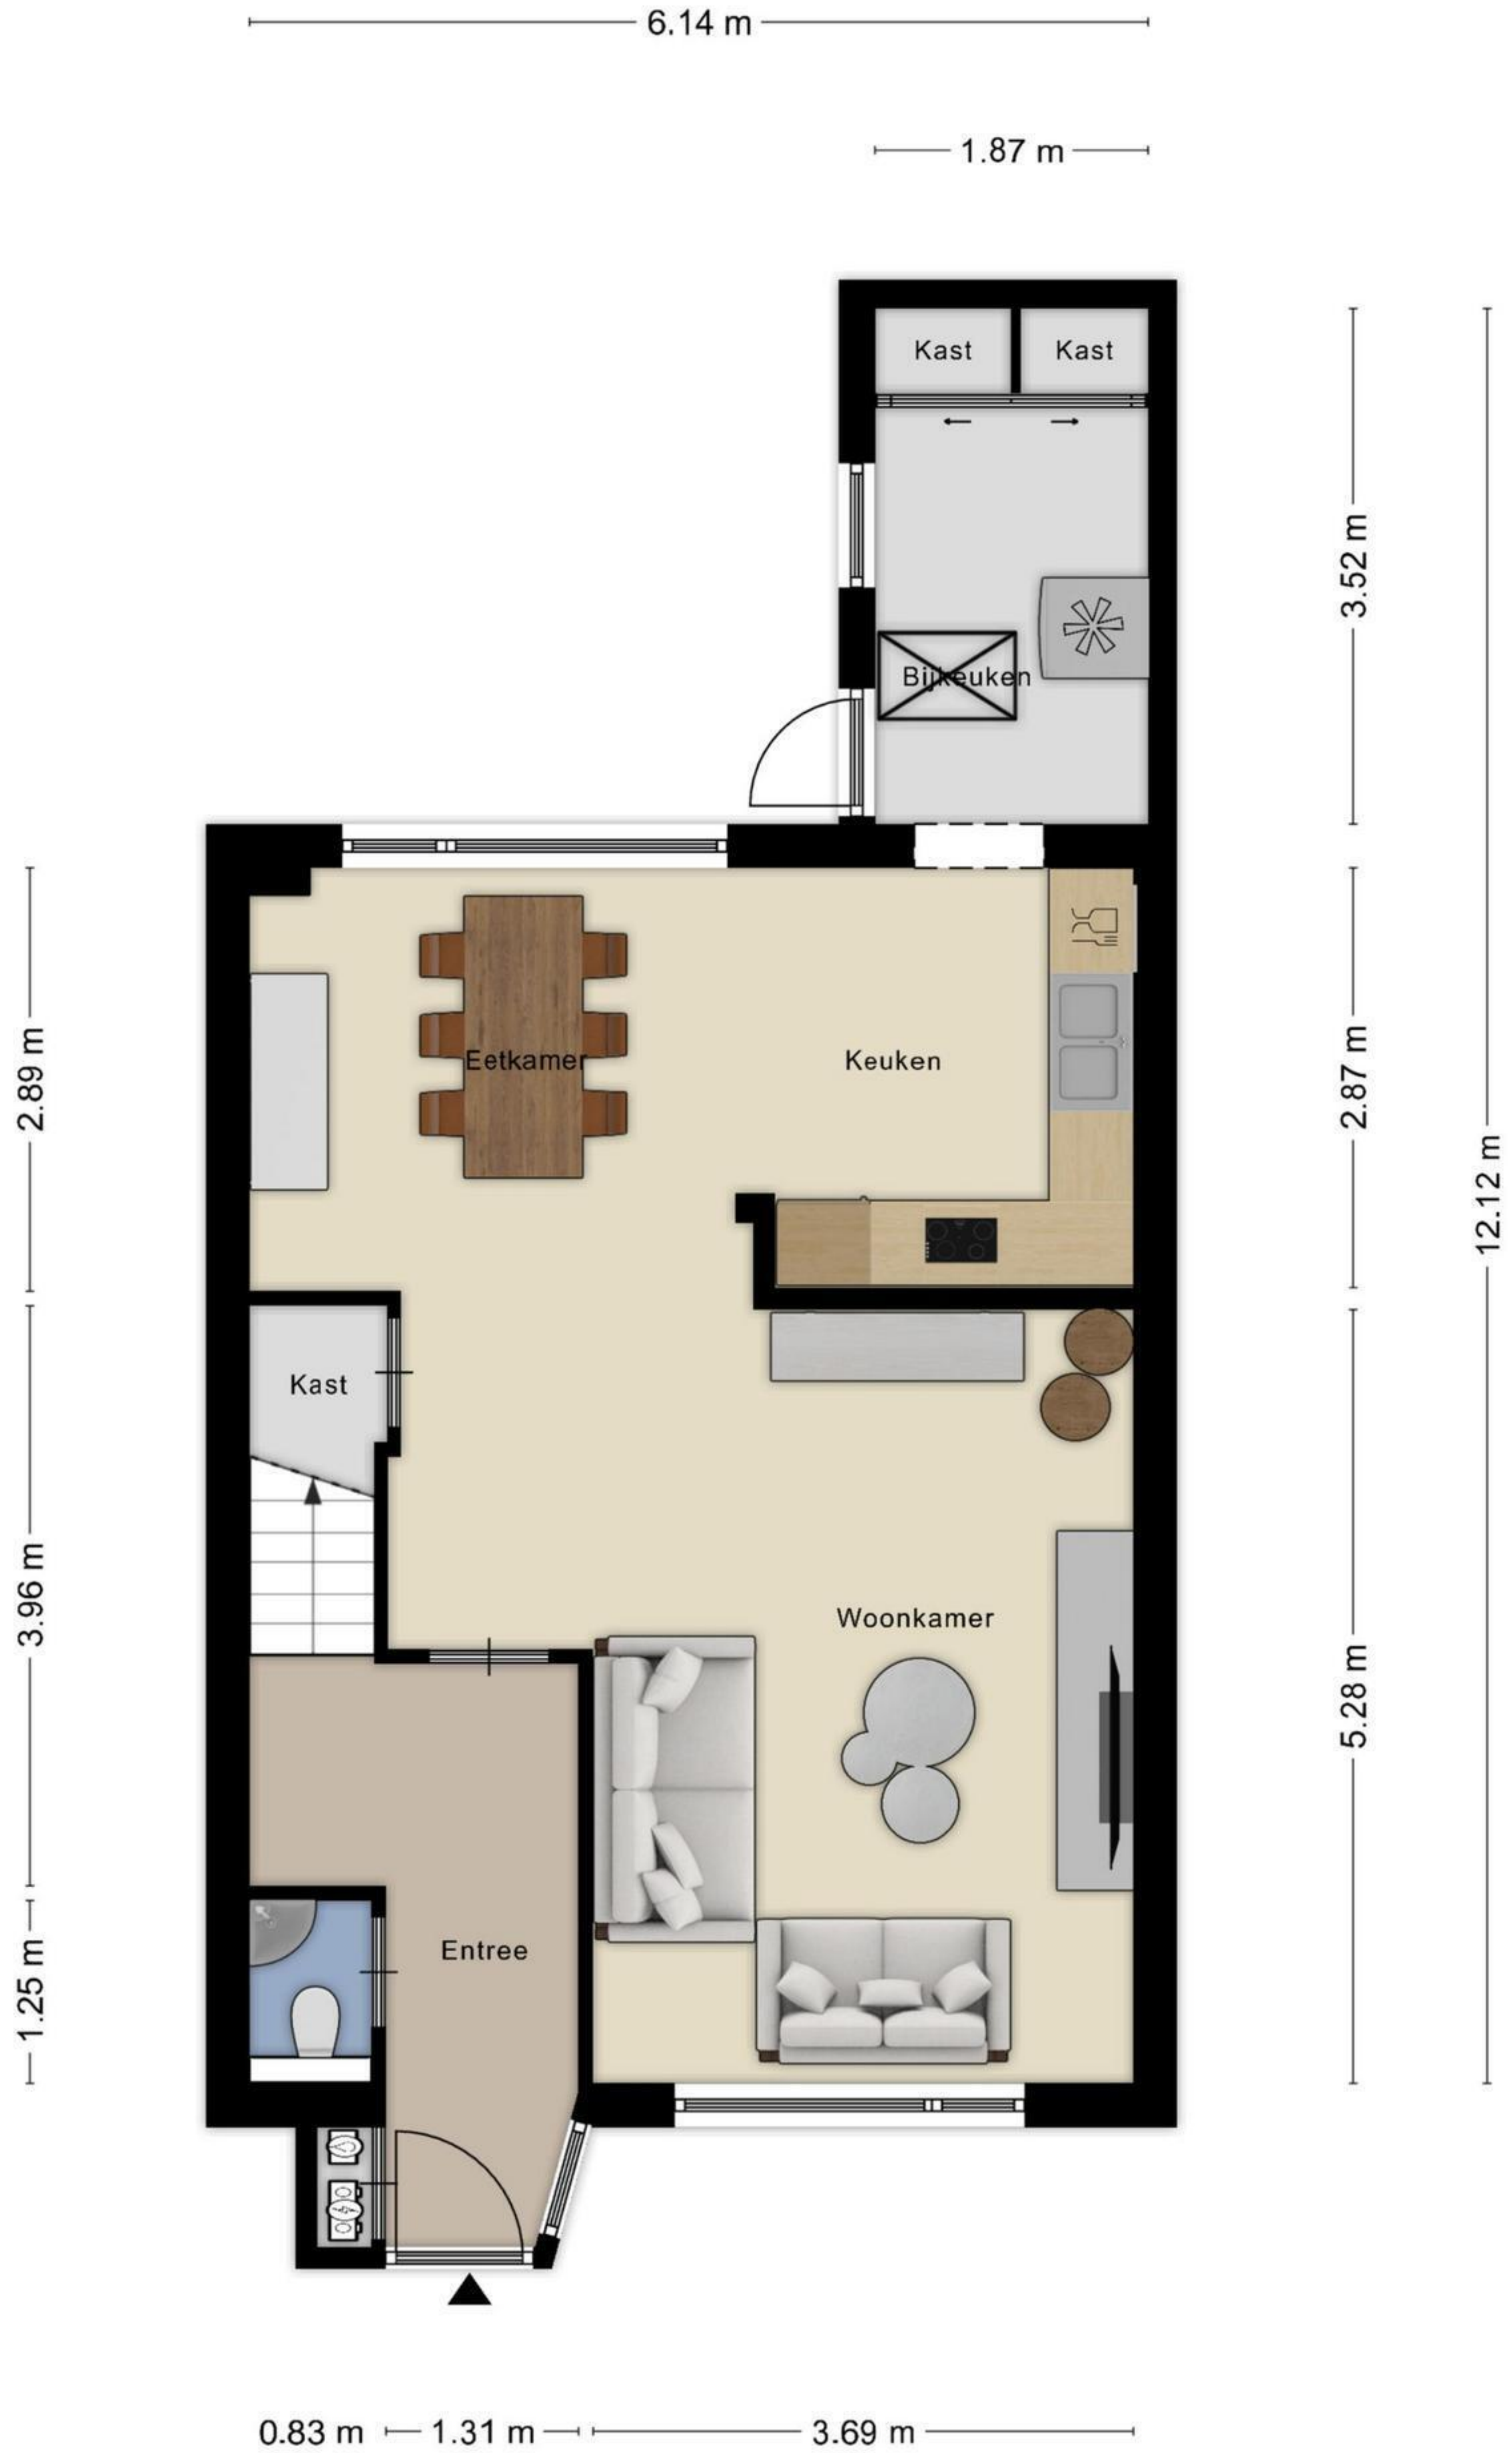 6.14 m
1.87 m
Kast
Kast
3.52 m
Bijkeuken
2.89 m
Eetkamer
Keuken
2.87 m
12.12 m
Kast
3.96 m
Woonkamer
5.28 m
1.25 m
Entree
0.83 m
1.31 m
3.69 m